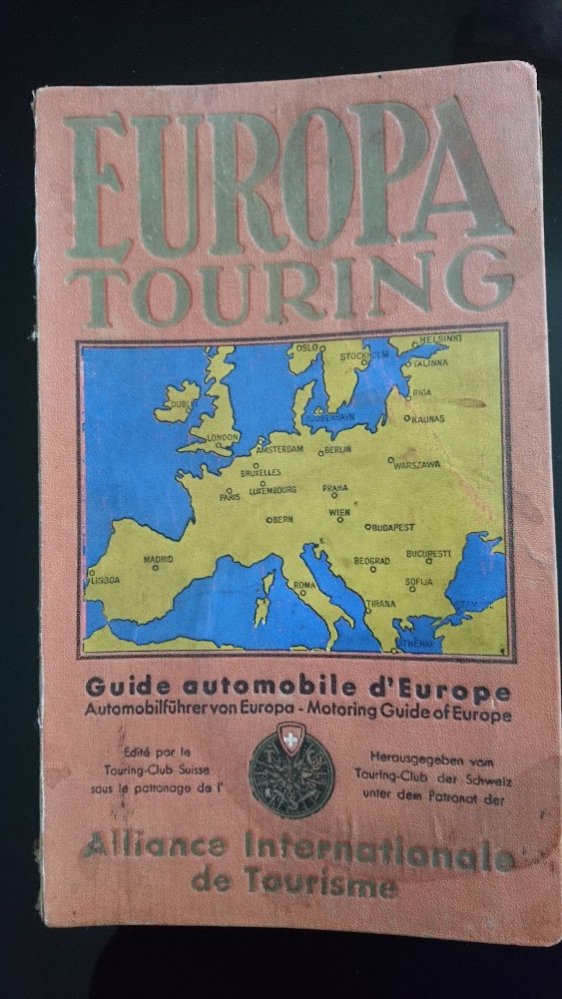 EUROPA
TOURING
HELSINKI
OSLO
STOCKHOLM
TALINNA
RIGA
DUBLIN
KØBENHAVN
KAUNAS
LONDON
AMSTERDAM
BERLIN
BRUXELLES
WARSZAWA
PARIS
LUXEMBOURG
PRAHA
BERN
WIEN
BUDAPEST
MADRID
BEOGRAD
BUCUREȘTI
LISBOA
ROMA
SOFIJA
TIRANA
ATHÈNAI
Guide automobile d'Europe
Automobilführer von Europa - Motoring Guide of Europe
Edité par le
Touring-Club Suisse
sous le patronage de l'
Herausgegeben vom
Touring-Club der Schweiz
unter dem Patronat der
Alliance Internationale
de Tourisme